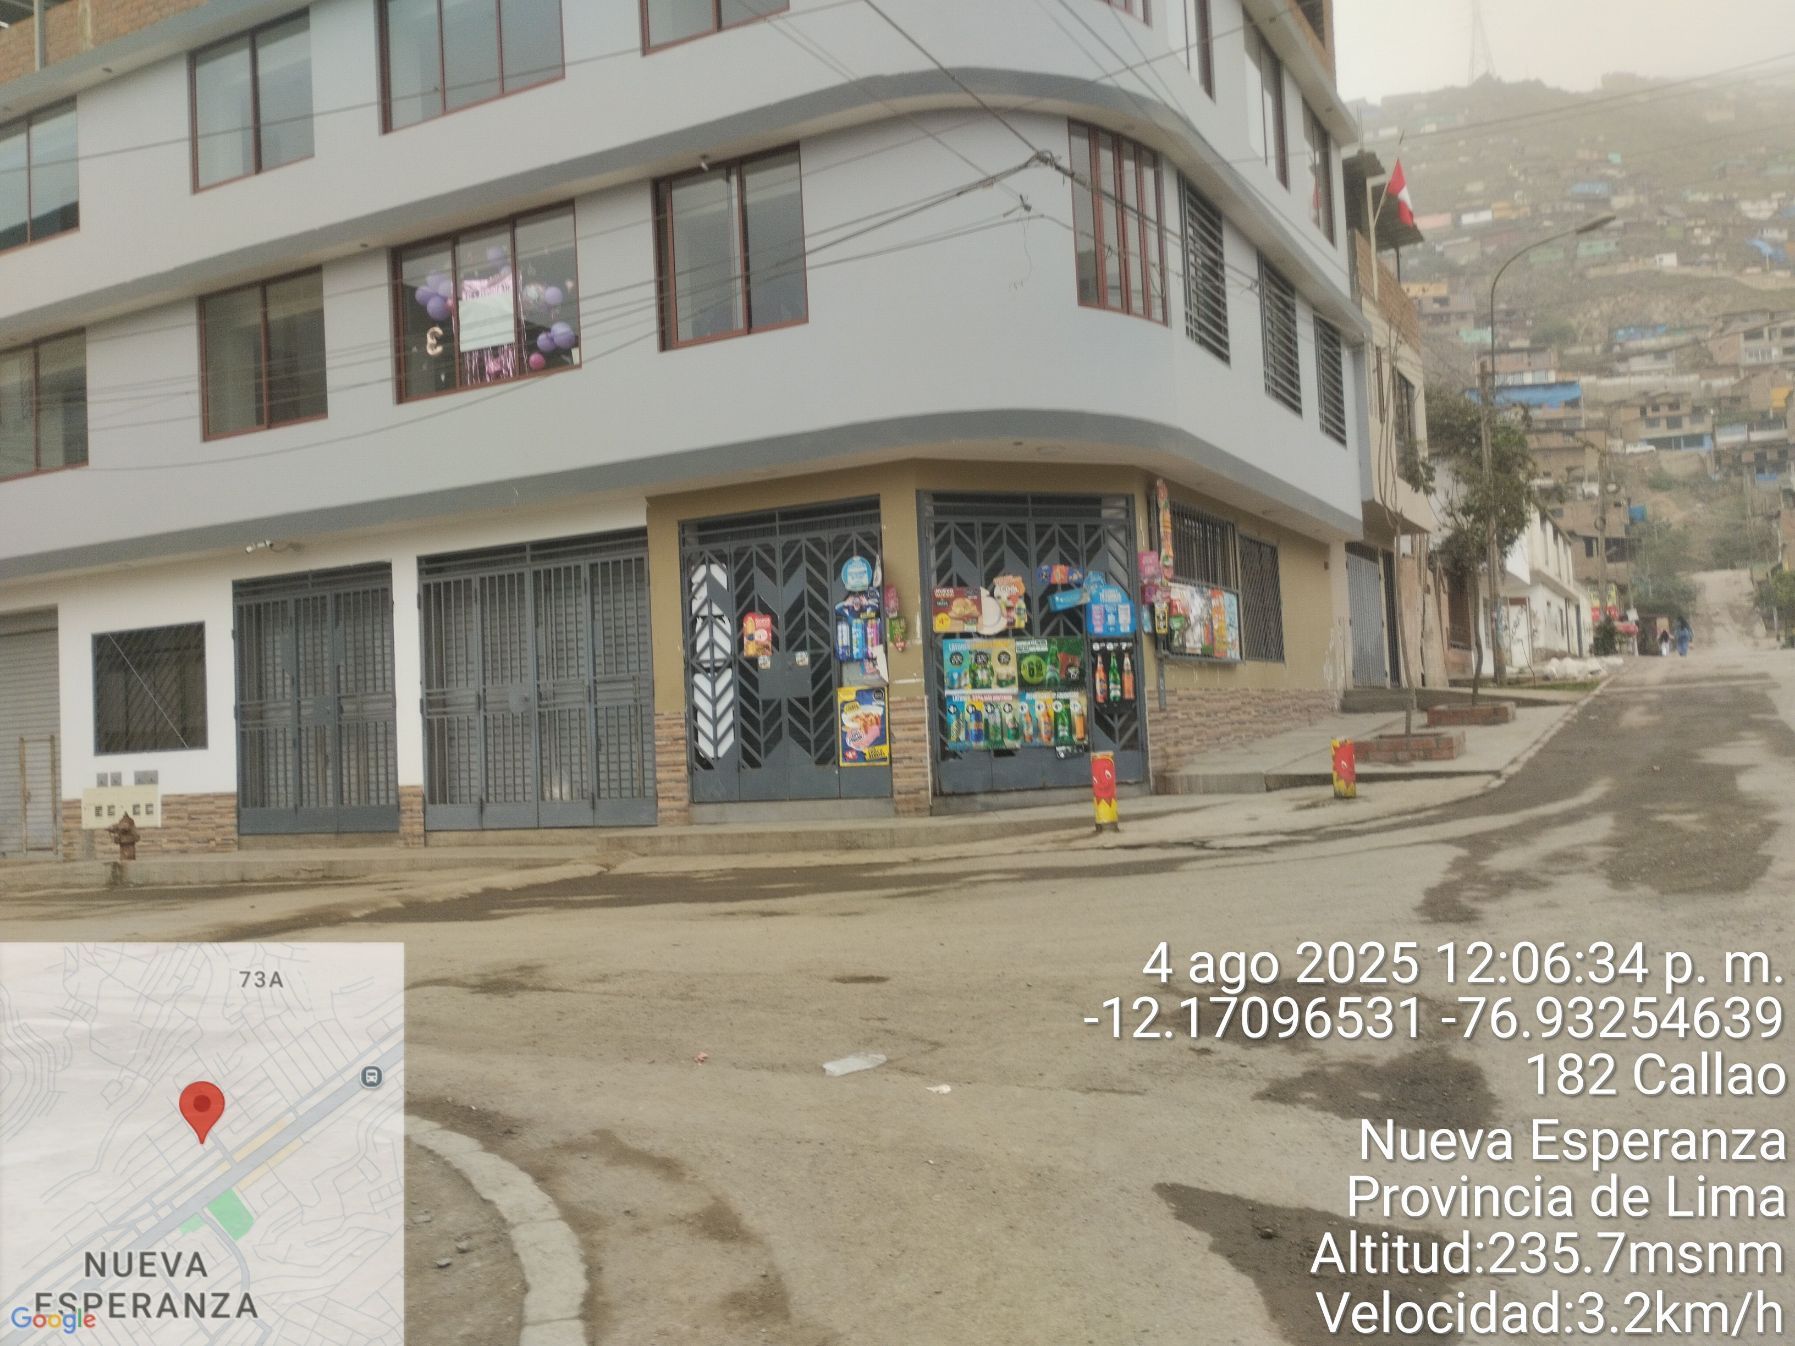 4 ago 2025 12:06:34 p. m.
-12.17096531 -76.93254639
182 Callao
Nueva Esperanza
Provincia de Lima
Altitud:235.7msnm
Velocidad:3.2km/h
73A
NUEVA
ESPERANZA
Google